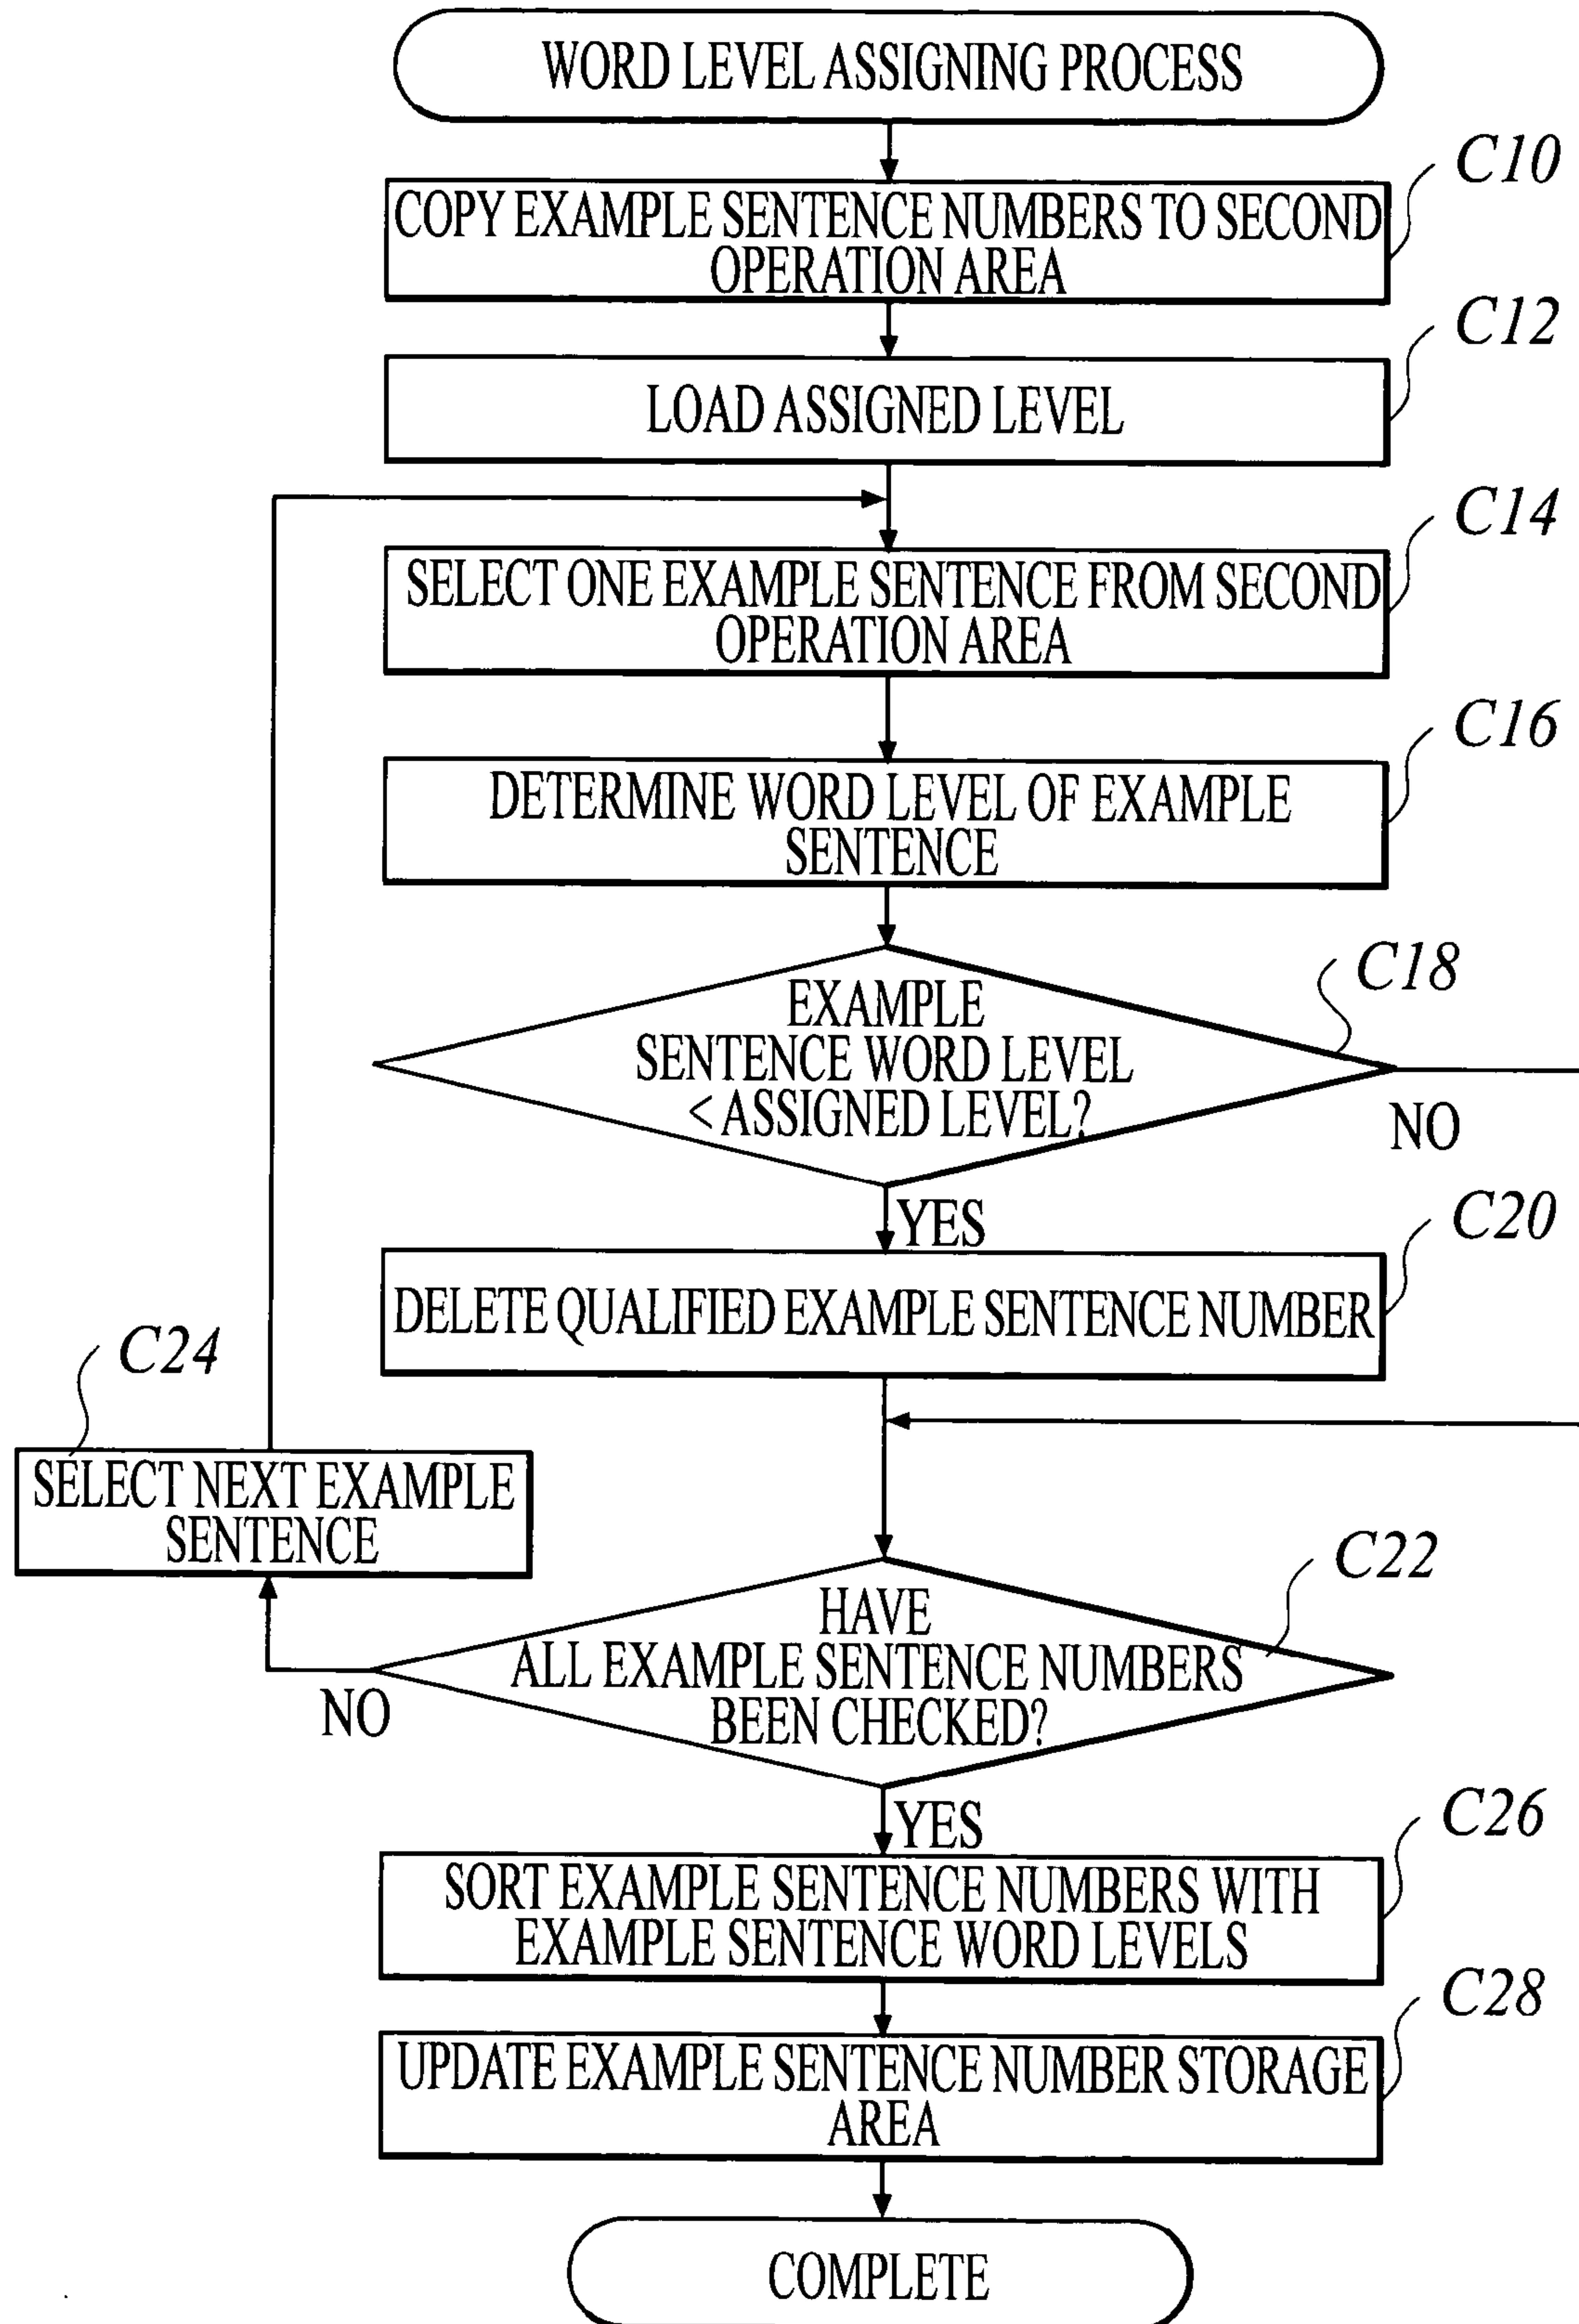 WORD LEVEL ASSIGNING PROCESS
C10
COPY EXAMPLE SENTENCE NUMBERS TO SECOND
OPERATION AREA
C12
LOAD ASSIGNED LEVEL
C14
SELECT ONE EXAMPLE SENTENCE FROM SECOND
OPERATION AREA
C16
DETERMINE WORD LEVEL OF EXAMPLE
SENTENCE
C18
EXAMPLE
SENTENCE WORD LEVEL
< ASSIGNED LEVEL?
NO
YES
C20
DELETE QUALIFIED EXAMPLE SENTENCE NUMBER
C24
SELECT NEXT EXAMPLE
SENTENCE
C22
HAVE
ALL EXAMPLE SENTENCE NUMBERS
BEEN CHECKED?
NO
YES
C26
SORT EXAMPLE SENTENCE NUMBERS WITH
EXAMPLE SENTENCE WORD LEVELS
C28
UPDATE EXAMPLE SENTENCE NUMBER STORAGE
AREA
COMPLETE